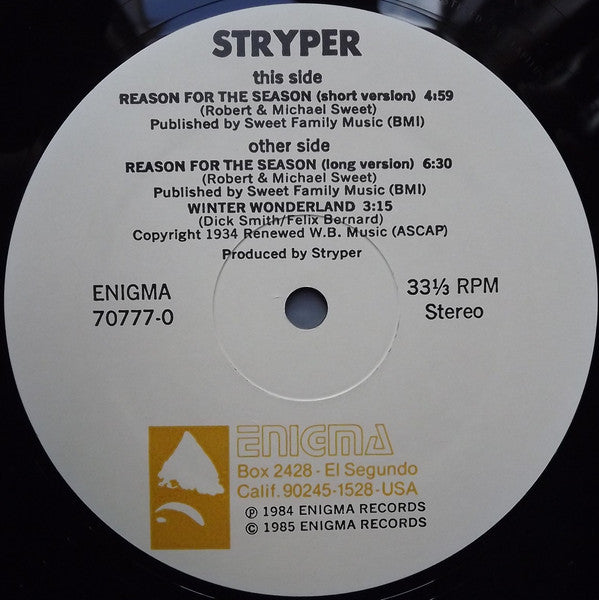 STRYPER
this side
REASON FOR THE SEASON (short version) 4:59
(Robert & Michael Sweet)
Published by Sweet Family Music (BMI)
other side
REASON FOR THE SEASON (long version) 6:30
(Robert & Michael Sweet)
Published by Sweet Family Music (BMI)
WINTER WONDERLAND 3:15
(Dick Smith/Felix Bernard)
Copyright 1934 Renewed W.B. Music (ASCAP)
Produced by Stryper
ENIGMA
70777-0
33⅓ RPM
Stereo
ENIGMA
Box 2428 - El Segundo
Calif. 90245-1528 - USA
℗ 1984 ENIGMA RECORDS
© 1985 ENIGMA RECORDS